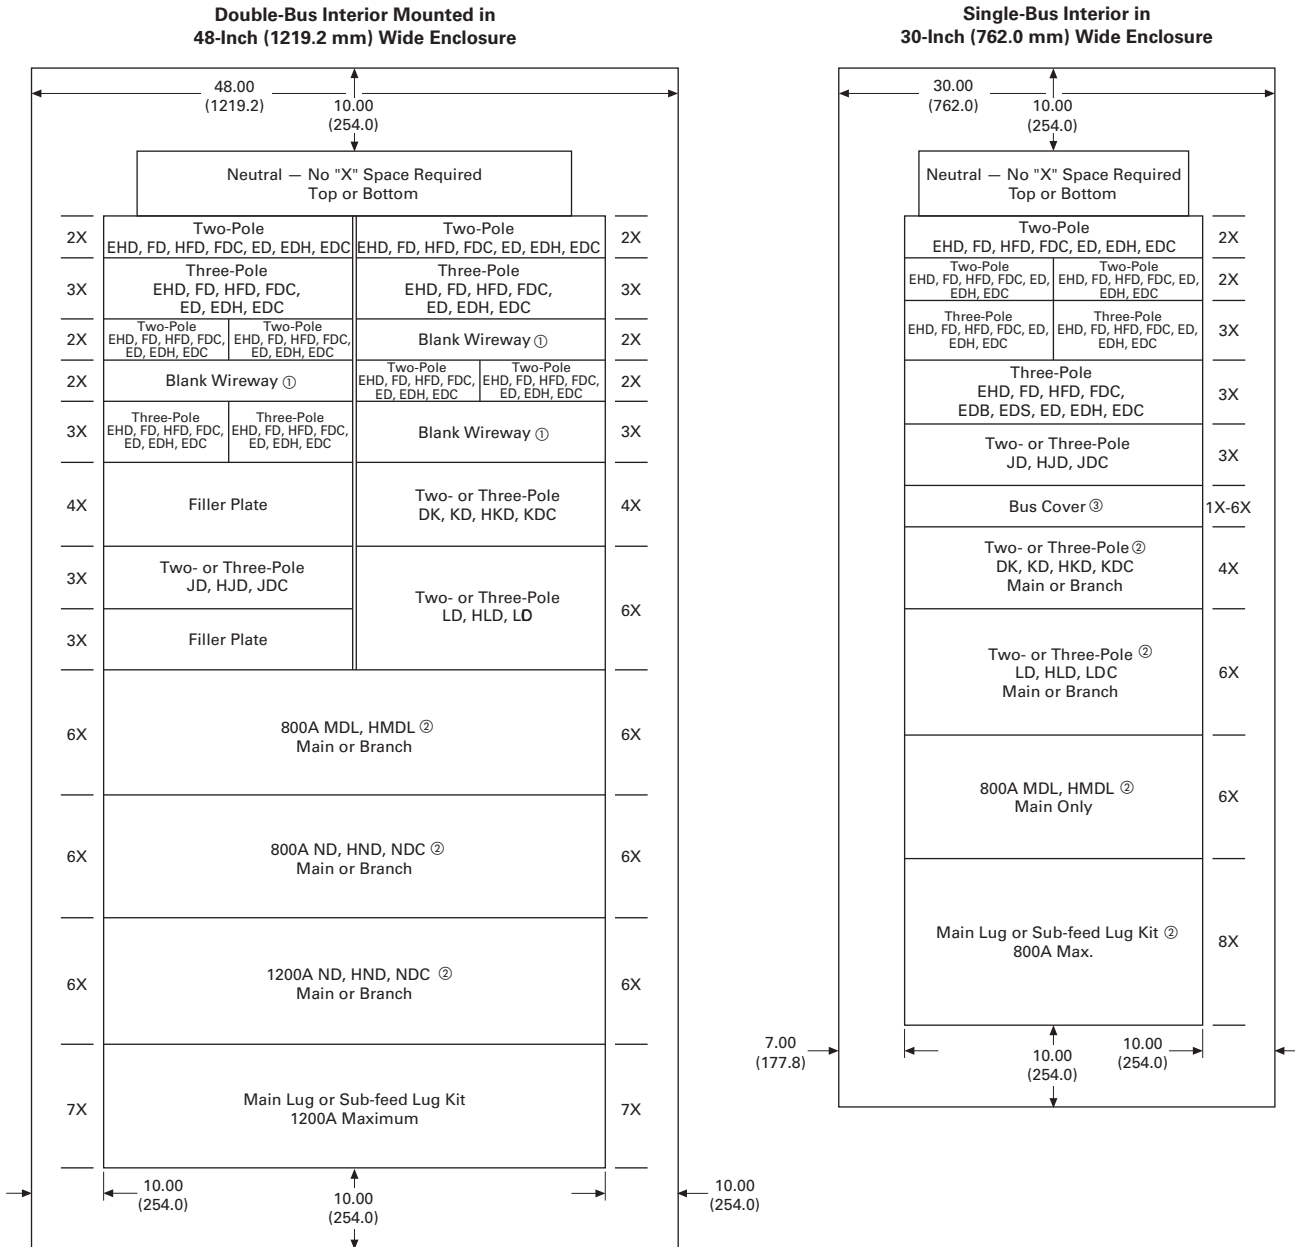 Double-Bus Interior Mounted in
48-Inch (1219.2 mm) Wide Enclosure
48.00
(1219.2)
10.00
(254.0)
Neutral — No "X" Space Required
Top or Bottom
2X
Two-Pole
EHD, FD, HFD, FDC, ED, EDH, EDC
Two-Pole
EHD, FD, HFD, FDC, ED, EDH, EDC
2X
3X
Three-Pole
EHD, FD, HFD, FDC,
ED, EDH, EDC
Three-Pole
EHD, FD, HFD, FDC,
ED, EDH, EDC
3X
2X
Two-Pole
EHD, FD, HFD, FDC,
ED, EDH, EDC
Two-Pole
EHD, FD, HFD, FDC,
ED, EDH, EDC
Blank Wireway ①
2X
2X
Blank Wireway ①
Two-Pole
EHD, FD, HFD, FDC,
ED, EDH, EDC
Two-Pole
EHD, FD, HFD, FDC,
ED, EDH, EDC
2X
3X
Three-Pole
EHD, FD, HFD, FDC,
ED, EDH, EDC
Three-Pole
EHD, FD, HFD, FDC,
ED, EDH, EDC
Blank Wireway ①
3X
4X
Filler Plate
Two- or Three-Pole
DK, KD, HKD, KDC
4X
3X
Two- or Three-Pole
JD, HJD, JDC
Two- or Three-Pole
LD, HLD,
6X
3X
Filler Plate
6X
800A MDL, HMDL ②
Main or Branch
6X
6X
800A ND, HND, NDC ②
Main or Branch
6X
6X
1200A ND, HND, NDC ②
Main or Branch
6X
7X
Main Lug or Sub-feed Lug Kit
1200A Maximum
7X
10.00
(254.0)
10.00
(254.0)
10.00
(254.0)
Single-Bus Interior in
30-Inch (762.0 mm) Wide Enclosure
30.00
(762.0)
10.00
(254.0)
Neutral — No "X" Space Required
Top or Bottom
Two-Pole
EHD, FD, HFD, FDC, ED, EDH, EDC
2X
Two-Pole
EHD, FD, HFD, FDC, ED,
EDH, EDC
Two-Pole
EHD, FD, HFD, FDC, ED,
EDH, EDC
2X
Three-Pole
EHD, FD, HFD, FDC, ED,
EDH, EDC
Three-Pole
EHD, FD, HFD, FDC, ED,
EDH, EDC
3X
Three-Pole
EHD, FD, HFD, FDC,
EDB, EDS, ED, EDH, EDC
3X
Two- or Three-Pole
JD, HJD, JDC
3X
Bus Cover ③
1X-6X
Two- or Three-Pole ②
DK, KD, HKD, KDC
Main or Branch
4X
Two- or Three-Pole ②
LD, HLD, LDC
Main or Branch
6X
800A MDL, HMDL ②
Main Only
6X
Main Lug or Sub-feed Lug Kit ②
800A Max.
8X
7.00
(177.8)
10.00
(254.0)
10.00
(254.0)